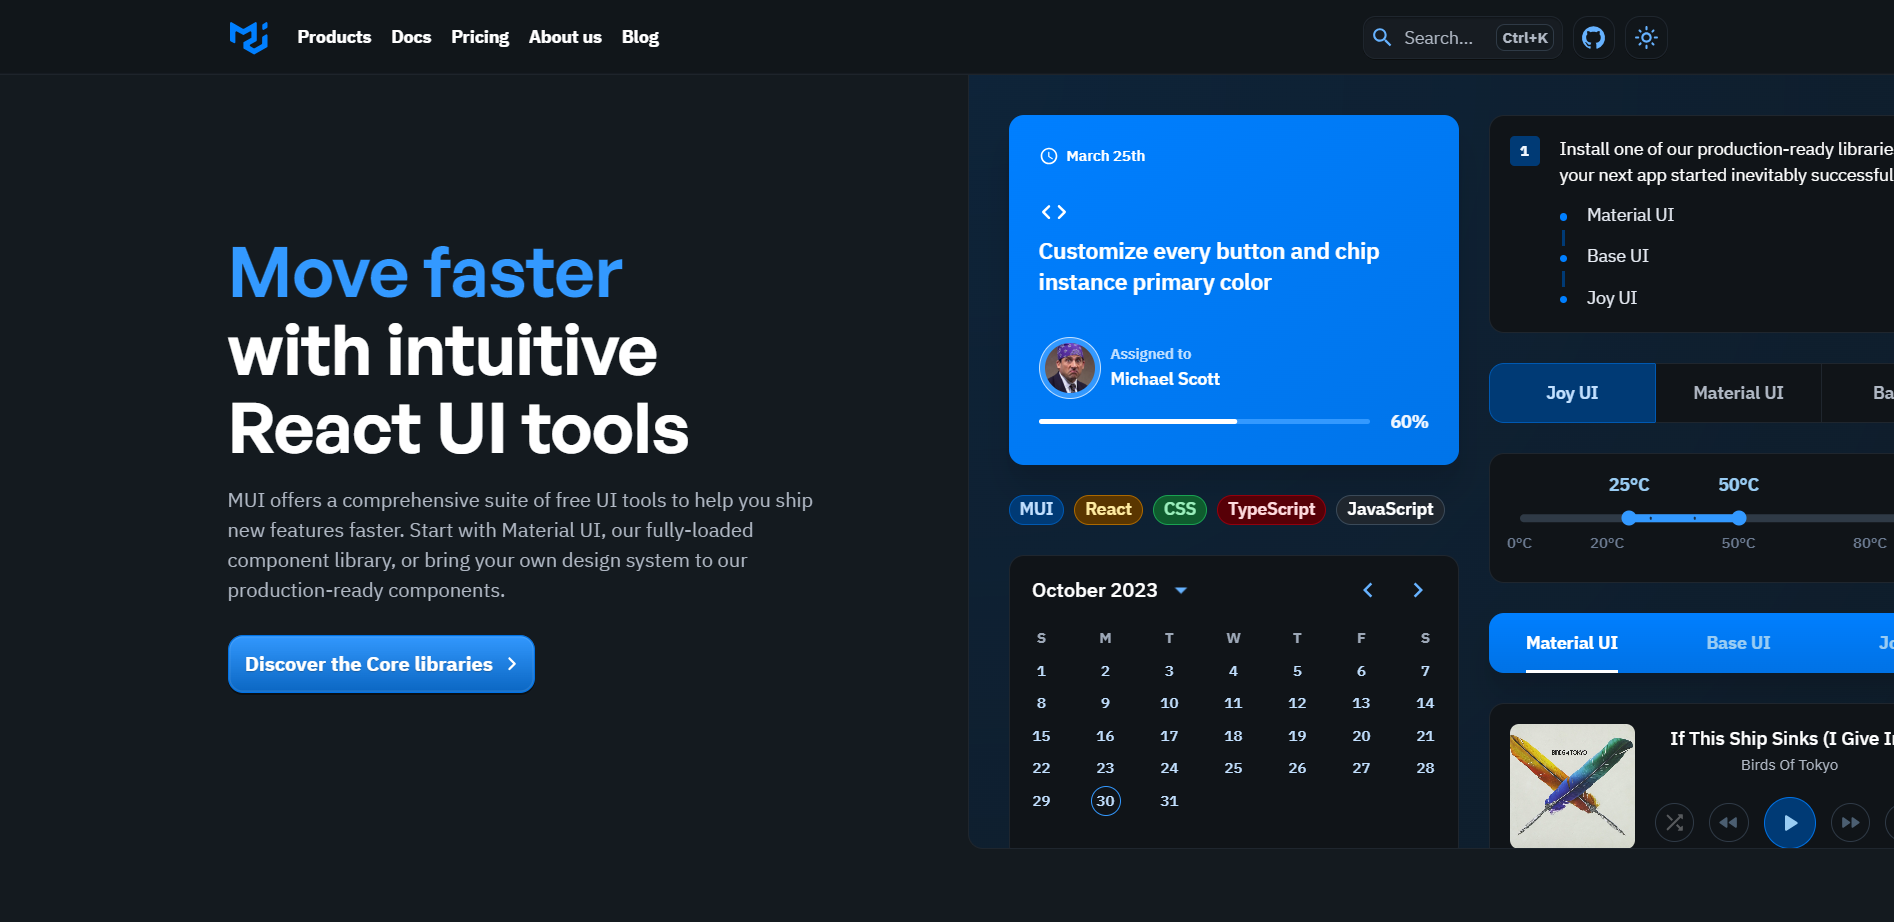 Products Docs Pricing About us Blog
Search... Ctrl+K
Move faster
with intuitive
React UI tools
MUI offers a comprehensive suite of free UI tools to help you ship
new features faster. Start with Material UI, our fully-loaded
component library, or bring your own design system to our
production-ready components.
Discover the Core libraries
March 25th
Customize every button and chip
instance primary color
Assigned to
Michael Scott
60%
MUI React CSS TypeScript JavaScript
October 2023
S M T W T F S
1 2 3 4 5 6 7
8 9 10 11 12 13 14
15 16 17 18 19 20 21
22 23 24 25 26 27 28
29 30 31
1
Install one of our production-ready librarie
your next app started inevitably successful
Material UI
Base UI
Joy UI
Joy UI Material UI Ba
25°C 50°C
0°C 20°C 50°C 80°C
Material UI Base UI Jo
BIRDS OF TOKYO
If This Ship Sinks (I Give I
Birds Of Tokyo